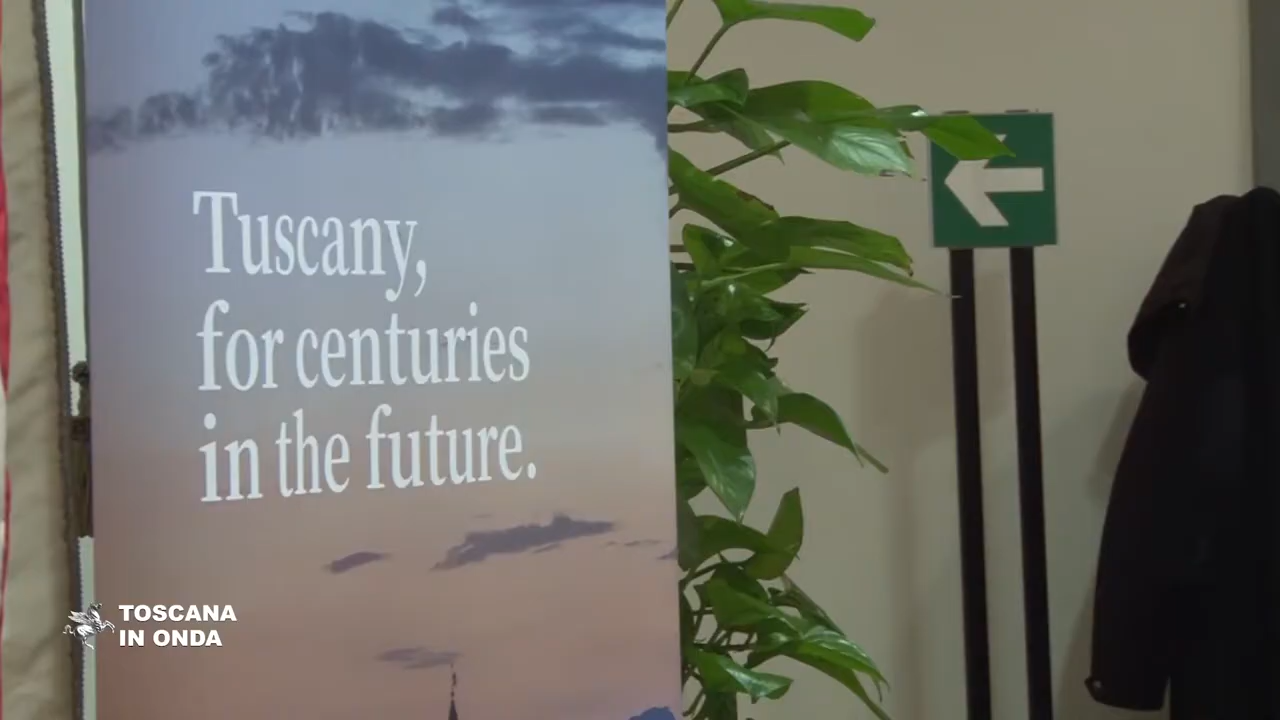 Tuscany,
for centuries
in the future.
TOSCANA
IN ONDA